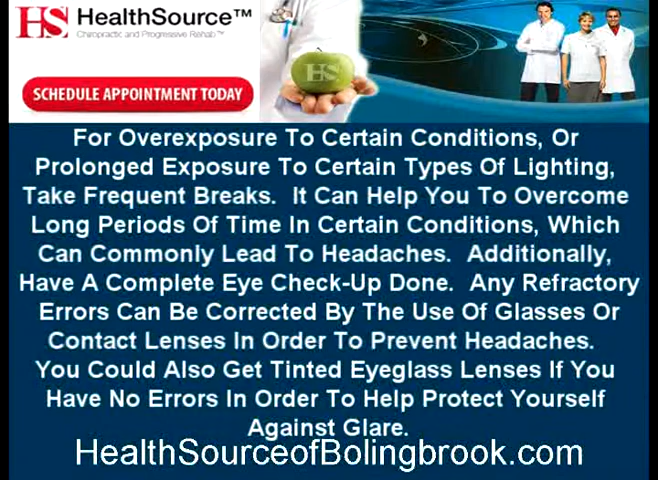 HS HealthSource™
Chiropractic and Progressive Rehab™
SCHEDULE APPOINTMENT TODAY
HS
For Overexposure To Certain Conditions, Or
Prolonged Exposure To Certain Types Of Lighting,
Take Frequent Breaks. It Can Help You To Overcome
Long Periods Of Time In Certain Conditions, Which
Can Commonly Lead To Headaches. Additionally,
Have A Complete Eye Check-Up Done. Any Refractory
Errors Can Be Corrected By The Use Of Glasses Or
Contact Lenses In Order To Prevent Headaches.
You Could Also Get Tinted Eyeglass Lenses If You
Have No Errors In Order To Help Protect Yourself
Against Glare.
HealthSourceofBolingbrook.com